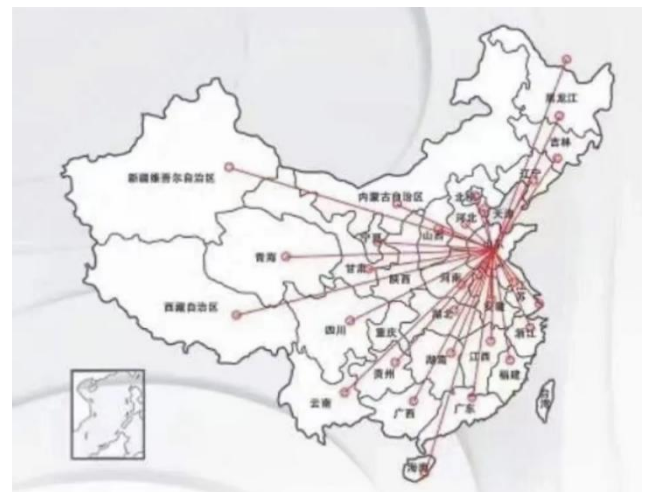 黑龙江
吉林
辽宁
新疆维吾尔自治区
内蒙古自治区
北京
天津
河北
山西
宁夏
青海
甘肃
陕西
河南
苏
安徽
西藏自治区
四川
重庆
湖北
浙江
贵州
湖南
江西
福建
云南
广西
广东
台湾
海南